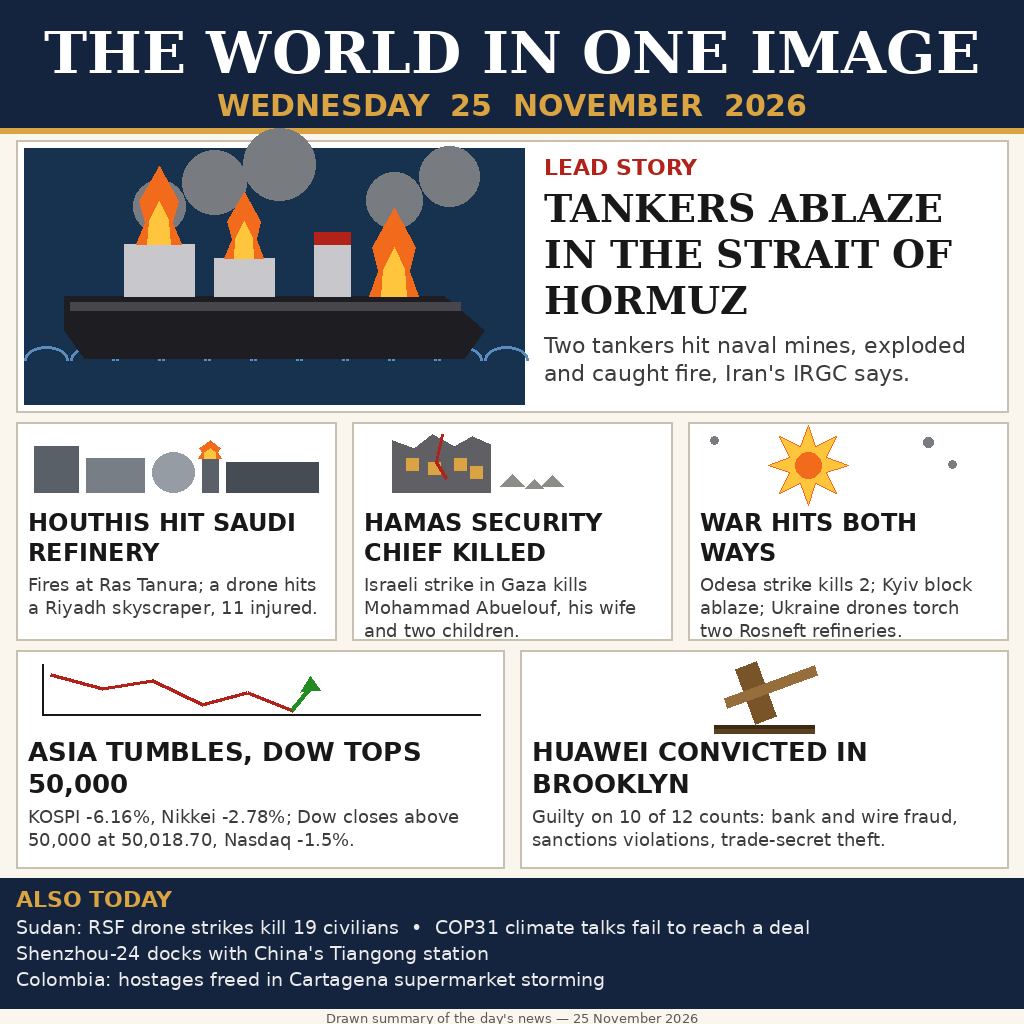 THE WORLD IN ONE IMAGE
WEDNESDAY 25 NOVEMBER 2026
LEAD STORY
TANKERS ABLAZE
IN THE STRAIT OF
HORMUZ
Two tankers hit naval mines, exploded
and caught fire, Iran's IRGC says.
HOUTHIS HIT SAUDI
REFINERY
Fires at Ras Tanura; a drone hits
a Riyadh skyscraper, 11 injured.
HAMAS SECURITY
CHIEF KILLED
Israeli strike in Gaza kills
Mohammad Abuelouf, his wife
and two children.
WAR HITS BOTH
WAYS
Odesa strike kills 2; Kyiv block
ablaze; Ukraine drones torch
two Rosneft refineries.
ASIA TUMBLES, DOW TOPS
50,000
KOSPI -6.16%, Nikkei -2.78%; Dow closes above
50,000 at 50,018.70, Nasdaq -1.5%.
HUAWEI CONVICTED IN
BROOKLYN
Guilty on 10 of 12 counts: bank and wire fraud,
sanctions violations, trade-secret theft.
ALSO TODAY
Sudan: RSF drone strikes kill 19 civilians • COP31 climate talks fail to reach a deal
Shenzhou-24 docks with China's Tiangong station
Colombia: hostages freed in Cartagena supermarket storming
Drawn summary of the day's news — 25 November 2026